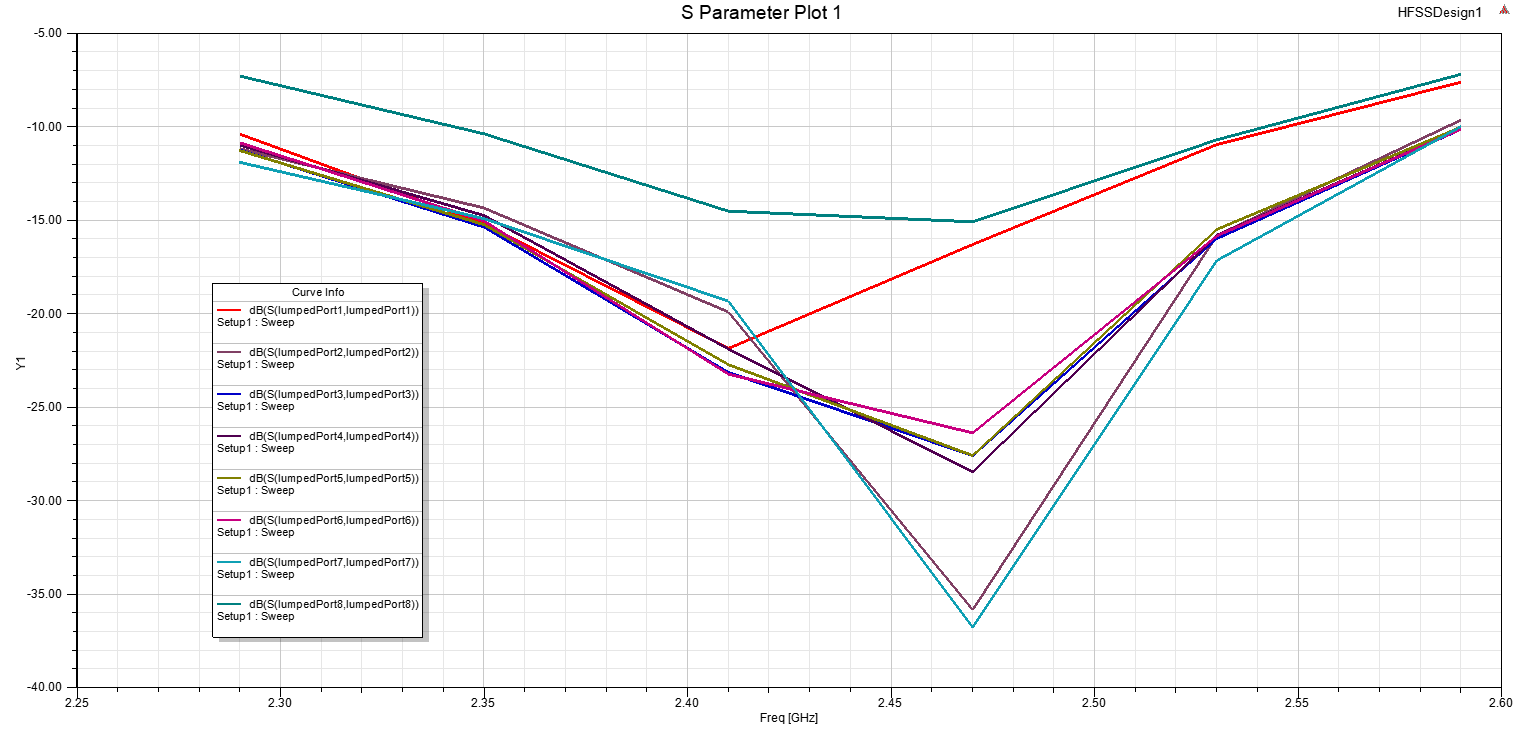 S Parameter Plot 1
HFSSDesign1
-5.00
-10.00
-15.00
-20.00
-25.00
-30.00
-35.00
-40.00
Y1
Curve Info
dB(S(lumpedPort1,lumpedPort1))
Setup1 : Sweep
dB(S(lumpedPort2,lumpedPort2))
Setup1 : Sweep
dB(S(lumpedPort3,lumpedPort3))
Setup1 : Sweep
dB(S(lumpedPort4,lumpedPort4))
Setup1 : Sweep
dB(S(lumpedPort5,lumpedPort5))
Setup1 : Sweep
dB(S(lumpedPort6,lumpedPort6))
Setup1 : Sweep
dB(S(lumpedPort7,lumpedPort7))
Setup1 : Sweep
dB(S(lumpedPort8,lumpedPort8))
Setup1 : Sweep
2.25 2.30 2.35 2.40 2.45 2.50 2.55 2.60
Freq [GHz]